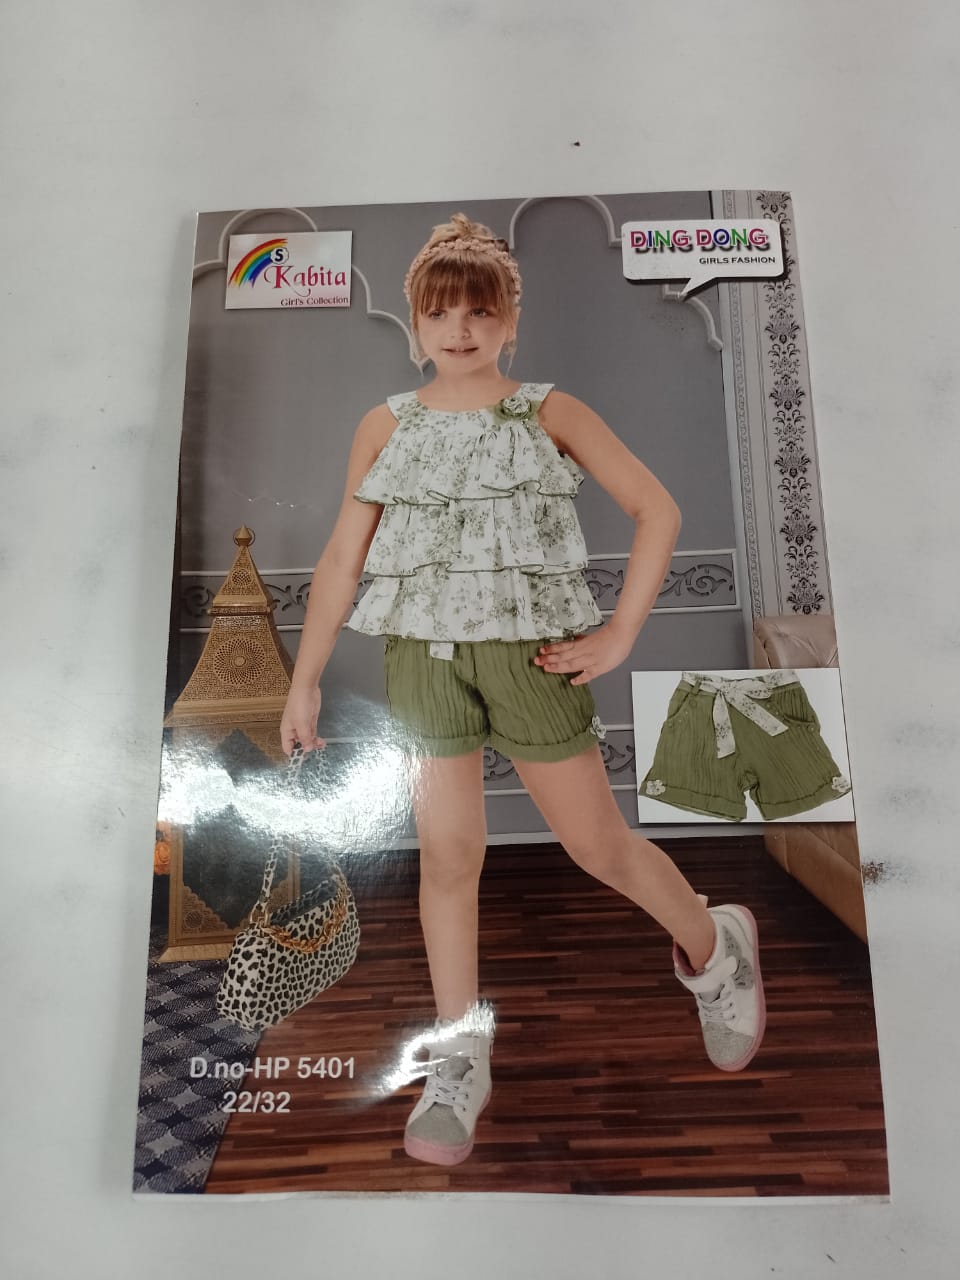 S
Kabita
Girl's Collection
DING DONG
GIRLS FASHION
D.no-HP 5401
22/32